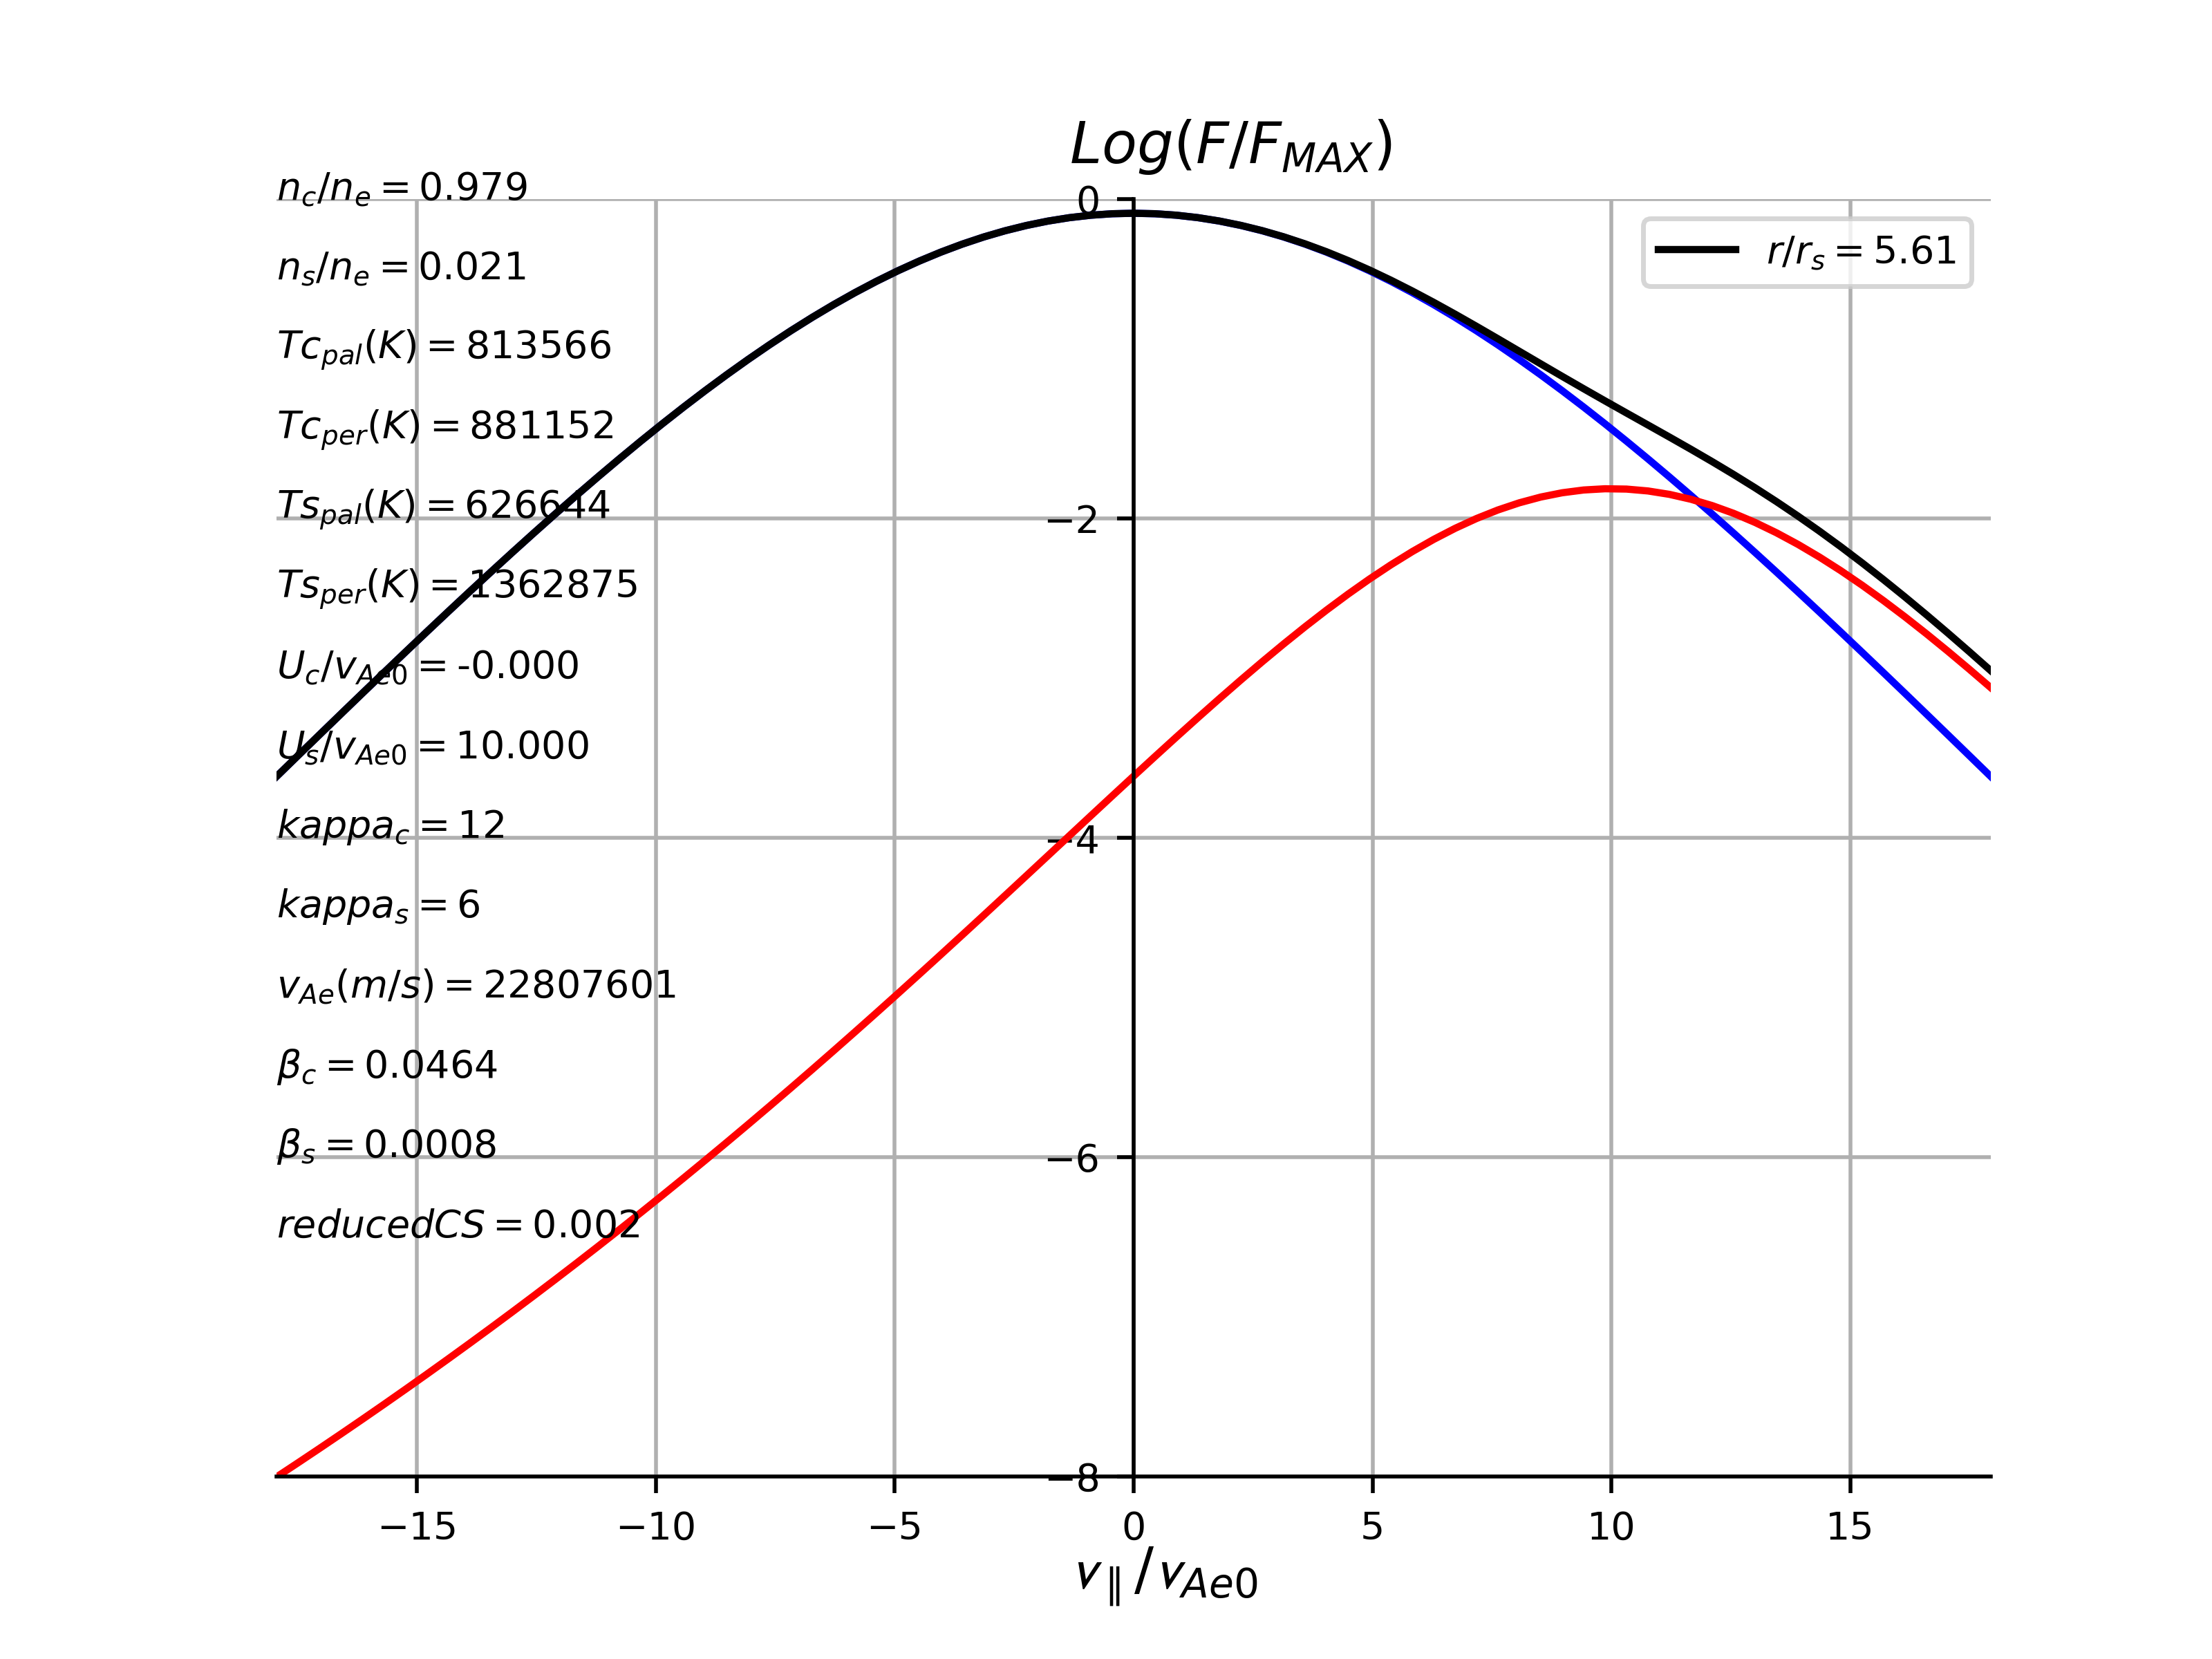 Log(F/F_MAX)
n_c/n_e = 0.979
n_s/n_e = 0.021
Tc_pal(K) = 813566
Tc_per(K) = 881152
Ts_pal(K) = 626644
Ts_per(K) = 1362875
U_c/v_Ae0 = -0.000
U_s/v_Ae0 = 10.000
kappa_c = 12
kappa_s = 6
v_Ae(m/s) = 22807601
β_c = 0.0464
β_s = 0.0008
reducedCS = 0.002
r/r_s = 5.61
0
−2
−4
−6
−8
−15 −10 −5 0 5 10 15
v_∥/v_Ae0